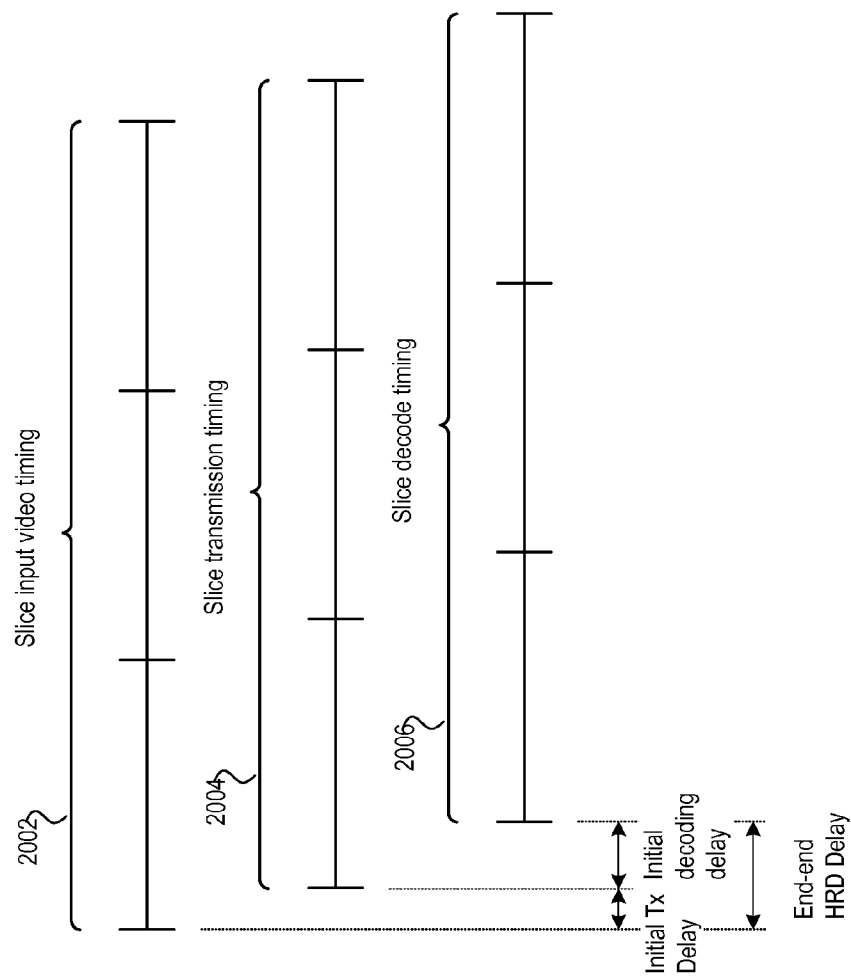 2002
Slice input video timing
2004
Slice transmission timing
2006
Slice decode timing
Initial Tx
Delay
Initial
decoding
delay
End-end
HRD Delay